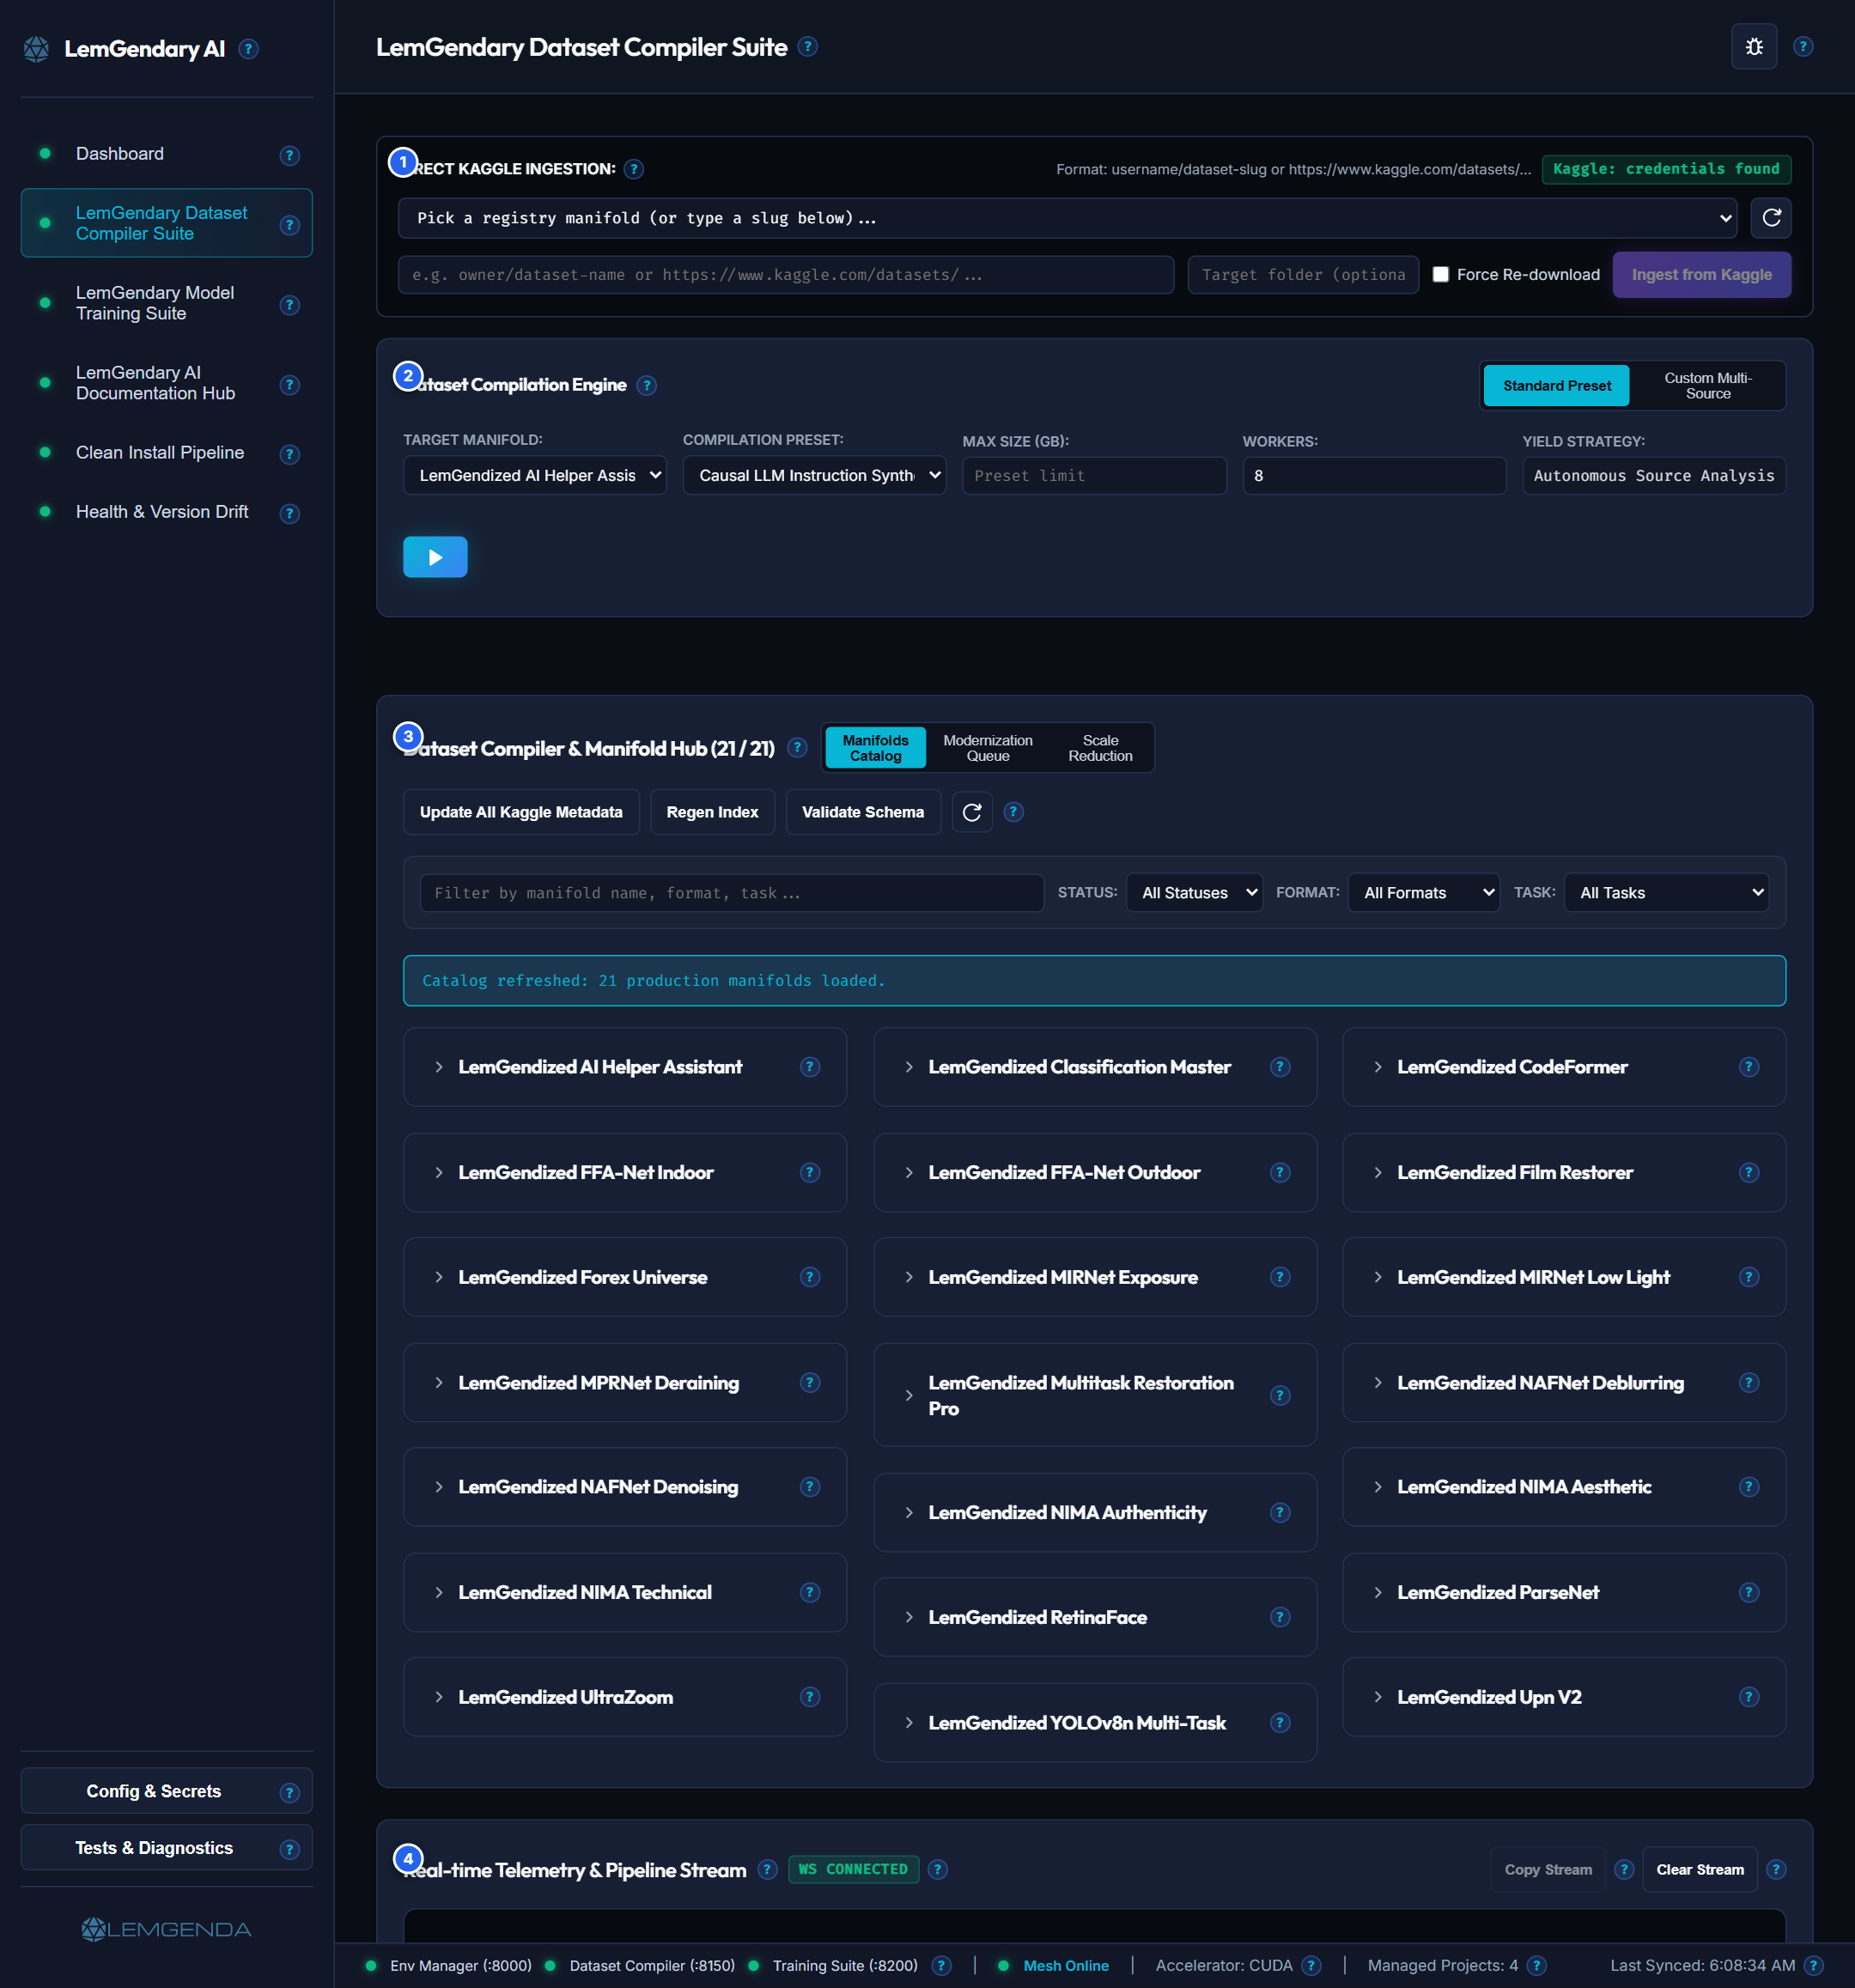 LemGendary AI ?
Dashboard ?
LemGendary Dataset
Compiler Suite ?
LemGendary Model
Training Suite ?
LemGendary AI
Documentation Hub ?
Clean Install Pipeline ?
Health & Version Drift ?
Config & Secrets ?
Tests & Diagnostics ?
LEMGENDA
LemGendary Dataset Compiler Suite ? ?
1 RECT KAGGLE INGESTION: ? Format: username/dataset-slug or https://www.kaggle.com/datasets/... Kaggle: credentials found
Pick a registry manifold (or type a slug below)...
e.g. owner/dataset-name or https://www.kaggle.com/datasets/... Target folder (optiona Force Re-download Ingest from Kaggle
2 ataset Compilation Engine ? Standard Preset Custom Multi-
Source
TARGET MANIFOLD: COMPILATION PRESET: MAX SIZE (GB): WORKERS: YIELD STRATEGY:
LemGendized AI Helper Assis Causal LLM Instruction Synth Preset limit 8 Autonomous Source Analysis
3 Dataset Compiler & Manifold Hub (21 / 21) ? Manifolds
Catalog Modernization
Queue Scale
Reduction
Update All Kaggle Metadata Regen Index Validate Schema ?
Filter by manifold name, format, task... STATUS: All Statuses FORMAT: All Formats TASK: All Tasks
Catalog refreshed: 21 production manifolds loaded.
LemGendized AI Helper Assistant ? LemGendized Classification Master ? LemGendized CodeFormer ?
LemGendized FFA-Net Indoor ? LemGendized FFA-Net Outdoor ? LemGendized Film Restorer ?
LemGendized Forex Universe ? LemGendized MIRNet Exposure ? LemGendized MIRNet Low Light ?
LemGendized MPRNet Deraining ? LemGendized Multitask Restoration
Pro ? LemGendized NAFNet Deblurring ?
LemGendized NAFNet Denoising ? LemGendized NIMA Authenticity ? LemGendized NIMA Aesthetic ?
LemGendized NIMA Technical ? LemGendized RetinaFace ? LemGendized ParseNet ?
LemGendized UltraZoom ? LemGendized YOLOv8n Multi-Task ? LemGendized Upn V2 ?
4 Real-time Telemetry & Pipeline Stream ? WS CONNECTED ? Copy Stream ? Clear Stream ?
Env Manager (:8000) Dataset Compiler (:8150) Training Suite (:8200) ? | Mesh Online | Accelerator: CUDA ? | Managed Projects: 4 ? Last Synced: 6:08:34 AM ?